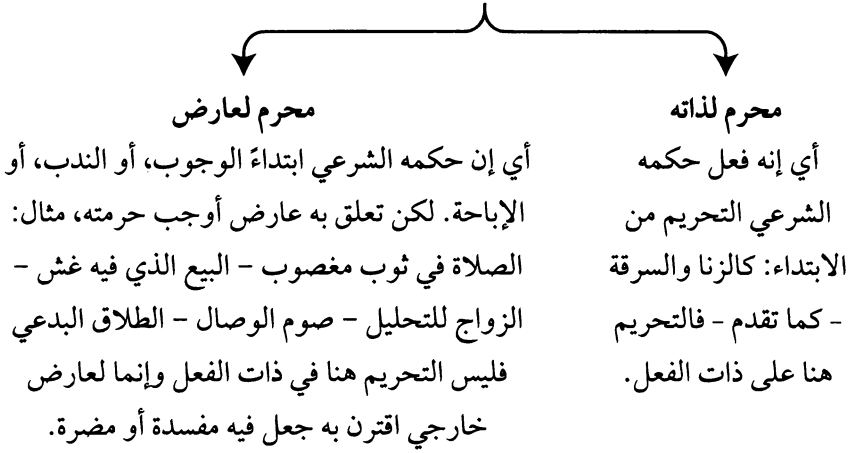 محرم لذاته
أي إنه فعل حكمه
الشرعي التحريم من
الابتداء: كالزنا والسرقة
- كما تقدم - فالتحريم
هنا على ذات الفعل.
محرم لعارض
أي إن حكمه الشرعي ابتداءً الوجوب، أو الندب، أو
الإباحة. لكن تعلق به عارض أوجب حرمته، مثال:
الصلاة في ثوب مغصوب – البيع الذي فيه غش –
الزواج للتحليل – صوم الوصال – الطلاق البدعي
فليس التحريم هنا في ذات الفعل وإنما لعارض
خارجي اقترن به جعل فيه مفسدة أو مضرة.